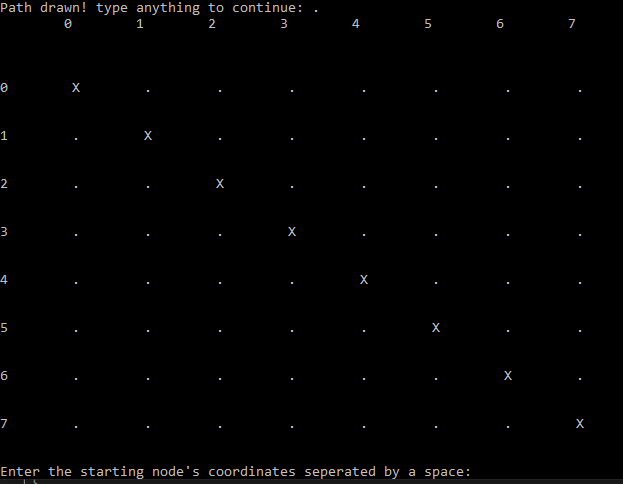 Path drawn! type anything to continue: .
0 1 2 3 4 5 6 7
0 X . . . . . . .
1 . X . . . . . .
2 . . X . . . . .
3 . . . X . . . .
4 . . . . X . . .
5 . . . . . X . .
6 . . . . . . X .
7 . . . . . . . X
Enter the starting node's coordinates seperated by a space: